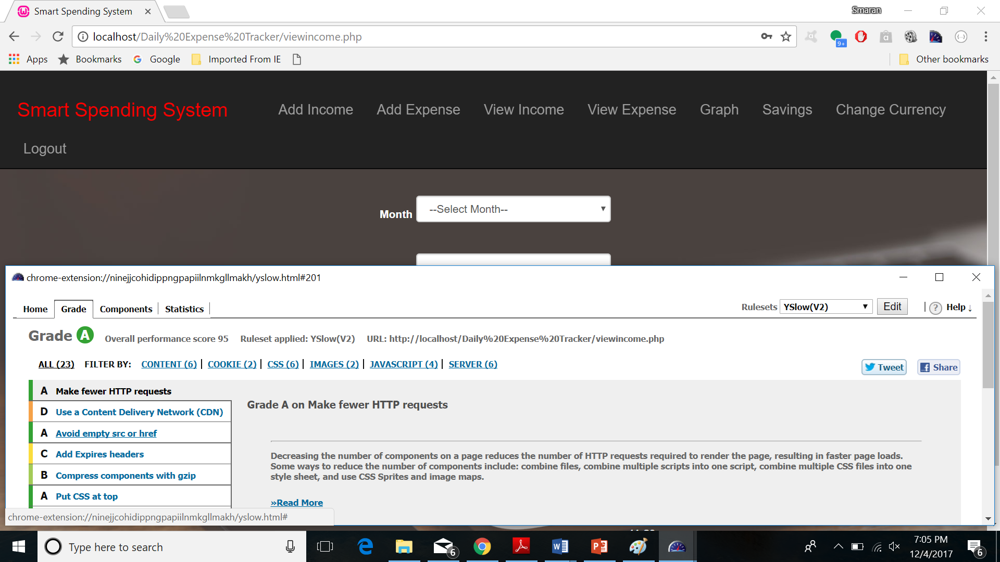 Smart Spending System
Smaran
localhost/Daily%20Expense%20Tracker/viewincome.php
9+
Apps Bookmarks Google Imported From IE Other bookmarks
Smart Spending System Add Income Add Expense View Income View Expense Graph Savings Change Currency
Logout
Month --Select Month--
chrome-extension://ninejjcohidippngpapiilnmkgllmakh/yslow.html#201
Home Grade Components Statistics Rulesets YSlow(V2) Edit ? Help ↓
Grade A Overall performance score 95 Ruleset applied: YSlow(V2) URL: http://localhost/Daily%20Expense%20Tracker/viewincome.php
ALL (23) FILTER BY: CONTENT (6) | COOKIE (2) | CSS (6) | IMAGES (2) | JAVASCRIPT (4) | SERVER (6)
Tweet Share
A Make fewer HTTP requests
D Use a Content Delivery Network (CDN)
A Avoid empty src or href
C Add Expires headers
B Compress components with gzip
A Put CSS at top
Grade A on Make fewer HTTP requests
Decreasing the number of components on a page reduces the number of HTTP requests required to render the page, resulting in faster page loads.
Some ways to reduce the number of components include: combine files, combine multiple scripts into one script, combine multiple CSS files into one
style sheet, and use CSS Sprites and image maps.
»Read More
chrome-extension://ninejjcohidippngpapiilnmkgllmakh/yslow.html#
Type here to search
6
7:05 PM
12/4/2017
6